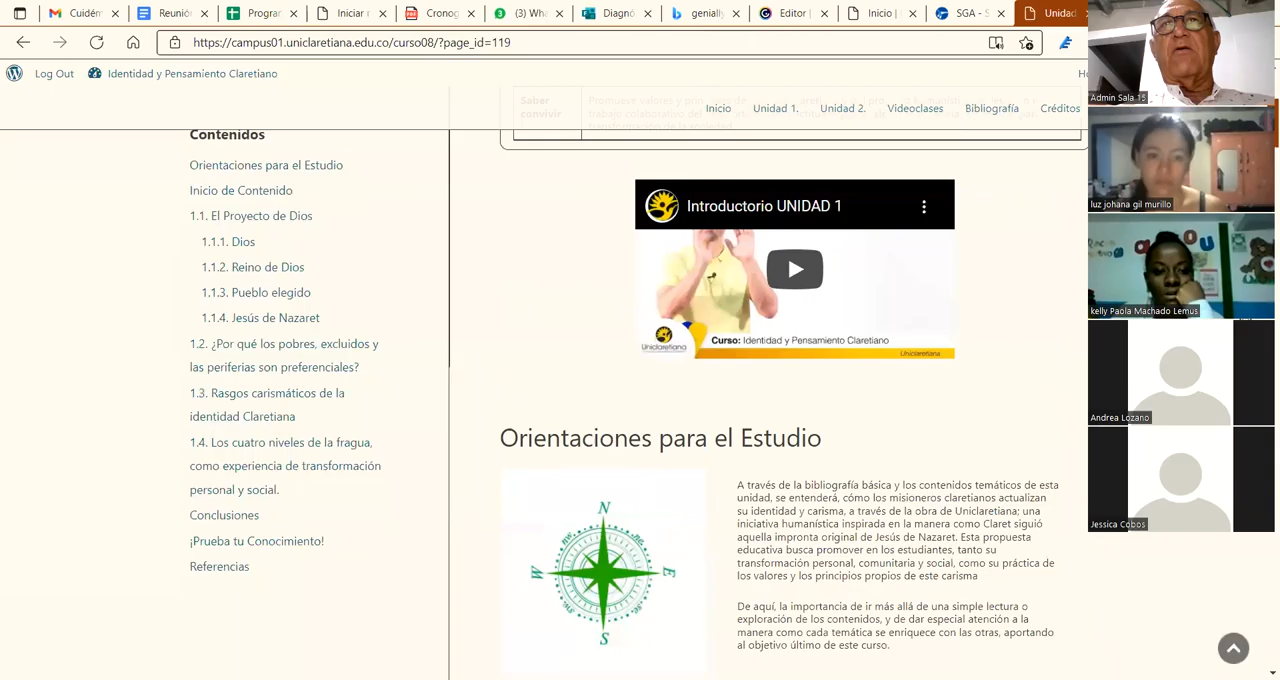 Cuidém
Reunió
Program
Iniciar r
Cronog
(3) Wha
Diagnó
genially
Editor |
Inicio |
SGA - S
Unidad
https://campus01.uniclaretiana.edu.co/curso08/?page_id=119
Log Out Identidad y Pensamiento Claretiano
Saber
convivir
Inicio Unidad 1. Unidad 2. Videoclases Bibliografía Créditos
Contenidos
Orientaciones para el Estudio
Inicio de Contenido
1.1. El Proyecto de Dios
1.1.1. Dios
1.1.2. Reino de Dios
1.1.3. Pueblo elegido
1.1.4. Jesús de Nazaret
1.2. ¿Por qué los pobres, excluidos y
las periferias son preferenciales?
1.3. Rasgos carismáticos de la
identidad Claretiana
1.4. Los cuatro niveles de la fragua,
como experiencia de transformación
personal y social.
Conclusiones
¡Prueba tu Conocimiento!
Referencias
Introductorio UNIDAD 1
Curso: Identidad y Pensamiento Claretiano
Uniclaretiana
Uniclaretiana
Orientaciones para el Estudio
N
E
S
A través de la bibliografía básica y los contenidos temáticos de esta
unidad, se entenderá, cómo los misioneros claretianos actualizan
su identidad y carisma, a través de la obra de Uniclaretiana; una
iniciativa humanística inspirada en la manera como Claret siguió
aquella impronta original de Jesús de Nazaret. Esta propuesta
educativa busca promover en los estudiantes, tanto su
transformación personal, comunitaria y social, como su práctica de
los valores y los principios propios de este carisma
De aquí, la importancia de ir más allá de una simple lectura o
exploración de los contenidos, y de dar especial atención a la
manera como cada temática se enriquece con las otras, aportando
al objetivo último de este curso.
Admin Sala 15
luz johana gil murillo
kelly Paola Machado Lemus
Andrea Lozano
Jessica Cobos